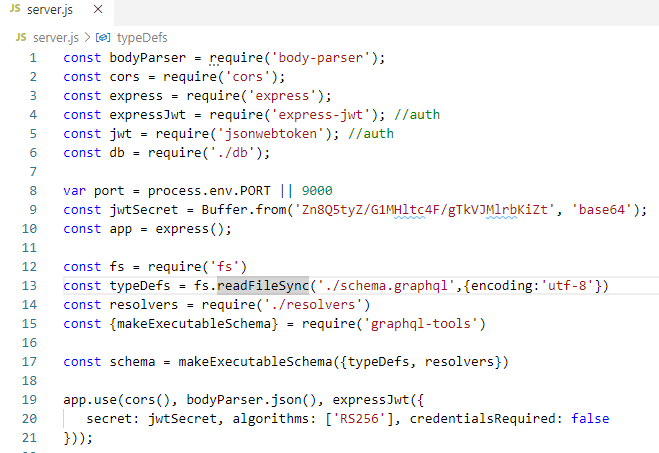 JS server.js ×
JS server.js > typeDefs
1 const bodyParser = require('body-parser');
2 const cors = require('cors');
3 const express = require('express');
4 const expressJwt = require('express-jwt'); //auth
5 const jwt = require('jsonwebtoken'); //auth
6 const db = require('./db');
7
8 var port = process.env.PORT || 9000
9 const jwtSecret = Buffer.from('Zn8Q5tyZ/G1MHltc4F/gTkVJMlrbKiZt', 'base64');
10 const app = express();
11
12 const fs = require('fs')
13 const typeDefs = fs.readFileSync('./schema.graphql',{encoding:'utf-8'})
14 const resolvers = require('./resolvers')
15 const {makeExecutableSchema} = require('graphql-tools')
16
17 const schema = makeExecutableSchema({typeDefs, resolvers})
18
19 app.use(cors(), bodyParser.json(), expressJwt({
20 secret: jwtSecret, algorithms: ['RS256'], credentialsRequired: false
21 }));